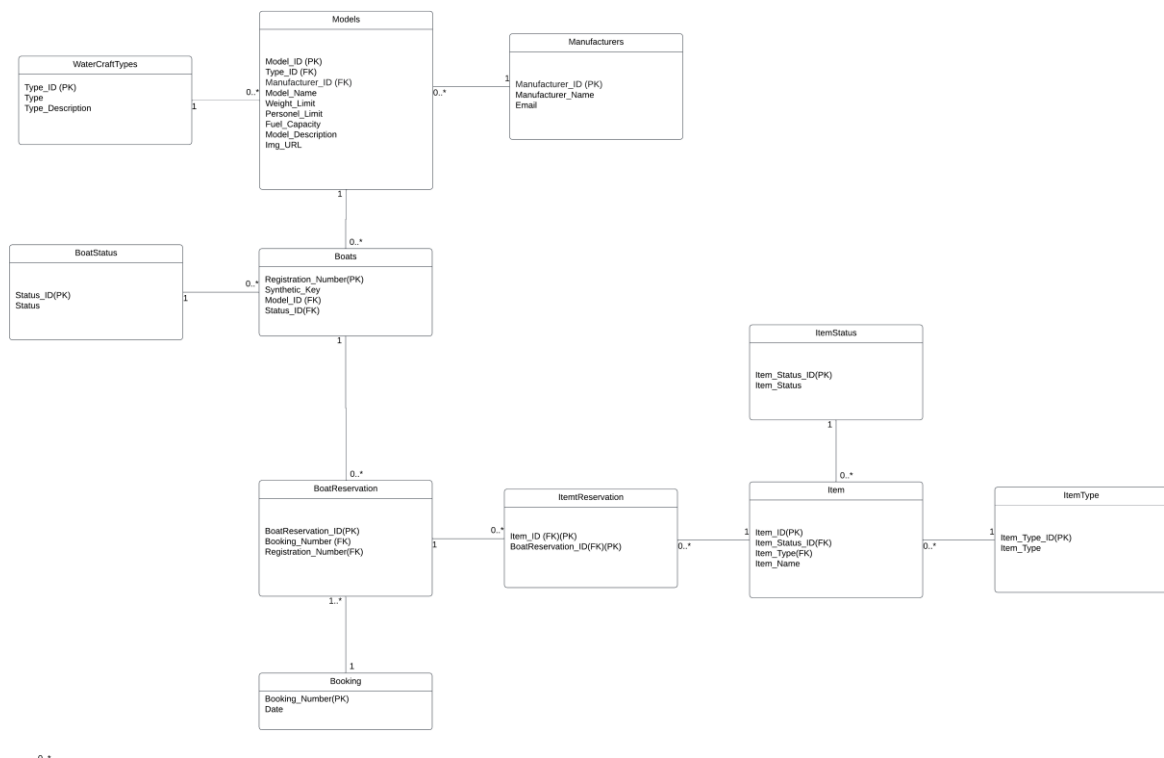 Models
Model_ID (PK)
Type_ID (FK)
Manufacturer_ID (FK)
Model_Name
Weight_Limit
Personel_Limit
Fuel_Capacity
Model_Description
Img_URL
Manufacturers
Manufacturer_ID (PK)
Manufacturer_Name
Email
WaterCraftTypes
Type_ID (PK)
Type
Type_Description
1
0..*
0..*
1
1
0..*
BoatStatus
Status_ID(PK)
Status
1
0..*
Boats
Registration_Number(PK)
Synthetic_Key
Model_ID (FK)
Status_ID(FK)
1
0..*
ItemStatus
Item_Status_ID(PK)
Item_Status
1
0..*
BoatReservation
BoatReservation_ID(PK)
Booking_Number (FK)
Registration_Number(FK)
1
0..*
ItemtReservation
Item_ID (FK)(PK)
BoatReservation_ID(FK)(PK)
0..*
1
Item
Item_ID(PK)
Item_Status_ID(FK)
Item_Type(FK)
Item_Name
0..*
1
ItemType
Item_Type_ID(PK)
Item_Type
1..*
1
Booking
Booking_Number(PK)
Date
0..*